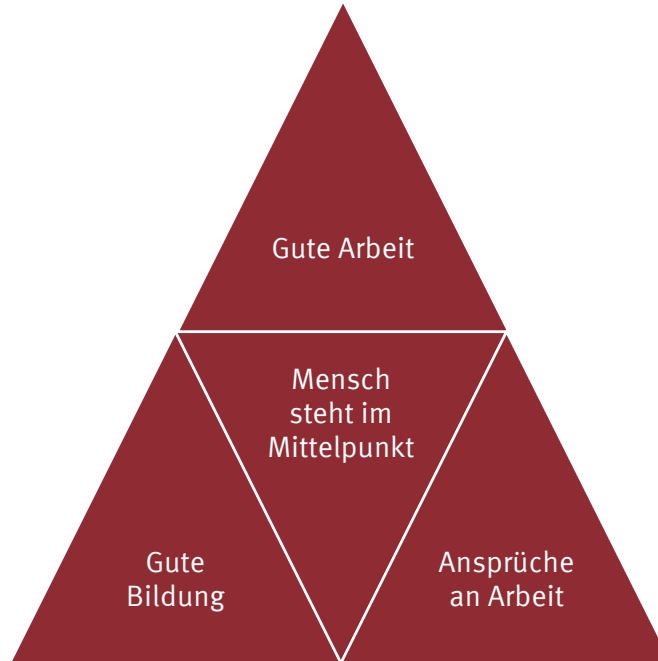 Gute Arbeit
Mensch
steht im
Mittelpunkt
Gute
Bildung
Ansprüche
an Arbeit